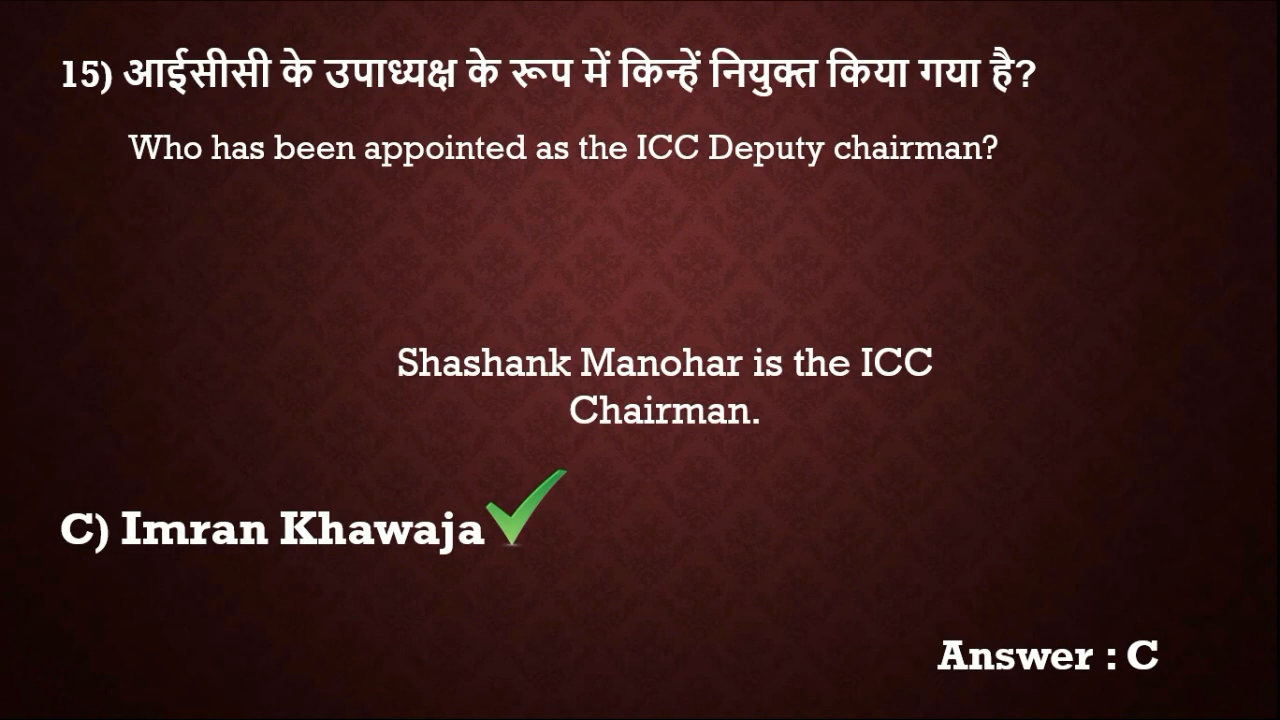 15) आईसीसी के उपाध्यक्ष के रूप में किन्हें नियुक्त किया गया है?
Who has been appointed as the ICC Deputy chairman?
Shashank Manohar is the ICC
Chairman.
C) Imran Khawaja
Answer : C